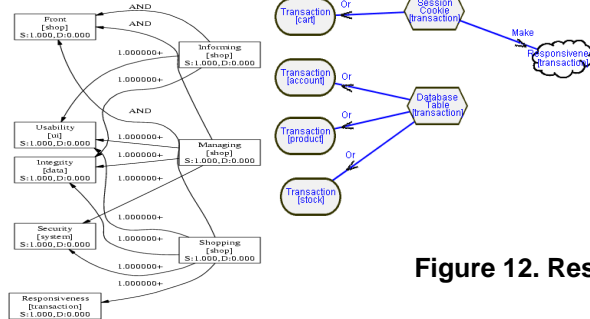 AND
AND
Front
[shop]
S:1.000,D:0.000
Informing
[shop]
S:1.000,D:0.000
1.000000+
1.000000+
AND
Usability
[ui]
S:1.000,D:0.000
1.000000+
Managing
[shop]
S:1.000,D:0.000
1.000000+
Integuity
[data]
S:1.000,D:0.000
1.000000+
1.000000+
Security
[system]
S:1.000,D:0.000
1.000000+
Shopping
[shop]
S:1.000,D:0.000
1.000000+
1.000000+
Responsiveness
[transaction]
S:1.000,D:0.000
Transaction
[cart]
Or
Session
Cookie
[transaction]
Make
[transaction]
Transaction
[account]
Or
Database
Table
[transaction]
Or
Transaction
[product]
Or
Transaction
[stock]
Figure 12. Res